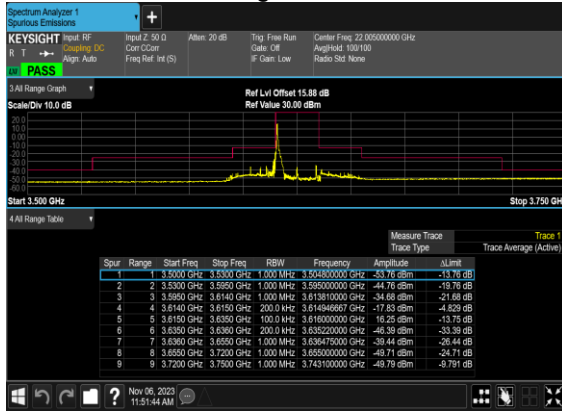 Spectrum Analyzer 1
Spurious Emissions
+
KEYSIGHT Input: RF Input Z: 50 Ω Atten: 20 dB Trig: Free Run Center Freq: 22.005000000 GHz
R T Coupling: DC Corr CCorr Gate: Off Avg|Hold: 100/100
Align: Auto Freq Ref: Int (S) IF Gain: Low Radio Std: None
PASS
3 All Range Graph
Ref Lvl Offset 15.88 dB
Scale/Div 10.0 dB Ref Value 30.00 dBm
20.0
10.0
0.00
-10.0
-20.0
-30.0
-40.0
-50.0
-60.0
Start 3.500 GHz Stop 3.750 GH
4 All Range Table
Measure Trace Trace 1
Trace Type Trace Average (Active)
Spur Range Start Freq Stop Freq RBW Frequency Amplitude ΔLimit
1 1 3.5000 GHz 3.5300 GHz 1.000 MHz 3.504800000 GHz -53.76 dBm -13.76 dB
2 2 3.5300 GHz 3.5950 GHz 1.000 MHz 3.595000000 GHz -44.76 dBm -19.76 dB
3 3 3.5950 GHz 3.6140 GHz 1.000 MHz 3.613810000 GHz -34.68 dBm -21.68 dB
4 4 3.6140 GHz 3.6150 GHz 200.0 kHz 3.614946667 GHz -17.83 dBm -4.829 dB
5 5 3.6150 GHz 3.6350 GHz 100.0 kHz 3.616000000 GHz 16.25 dBm -13.75 dB
6 6 3.6350 GHz 3.6360 GHz 200.0 kHz 3.635220000 GHz -46.39 dBm -33.39 dB
7 7 3.6360 GHz 3.6550 GHz 1.000 MHz 3.636475000 GHz -39.44 dBm -26.44 dB
8 8 3.6550 GHz 3.7200 GHz 1.000 MHz 3.655000000 GHz -49.71 dBm -24.71 dB
9 9 3.7200 GHz 3.7500 GHz 1.000 MHz 3.743100000 GHz -49.79 dBm -9.791 dB
? Nov 06, 2023
11:51:44 AM